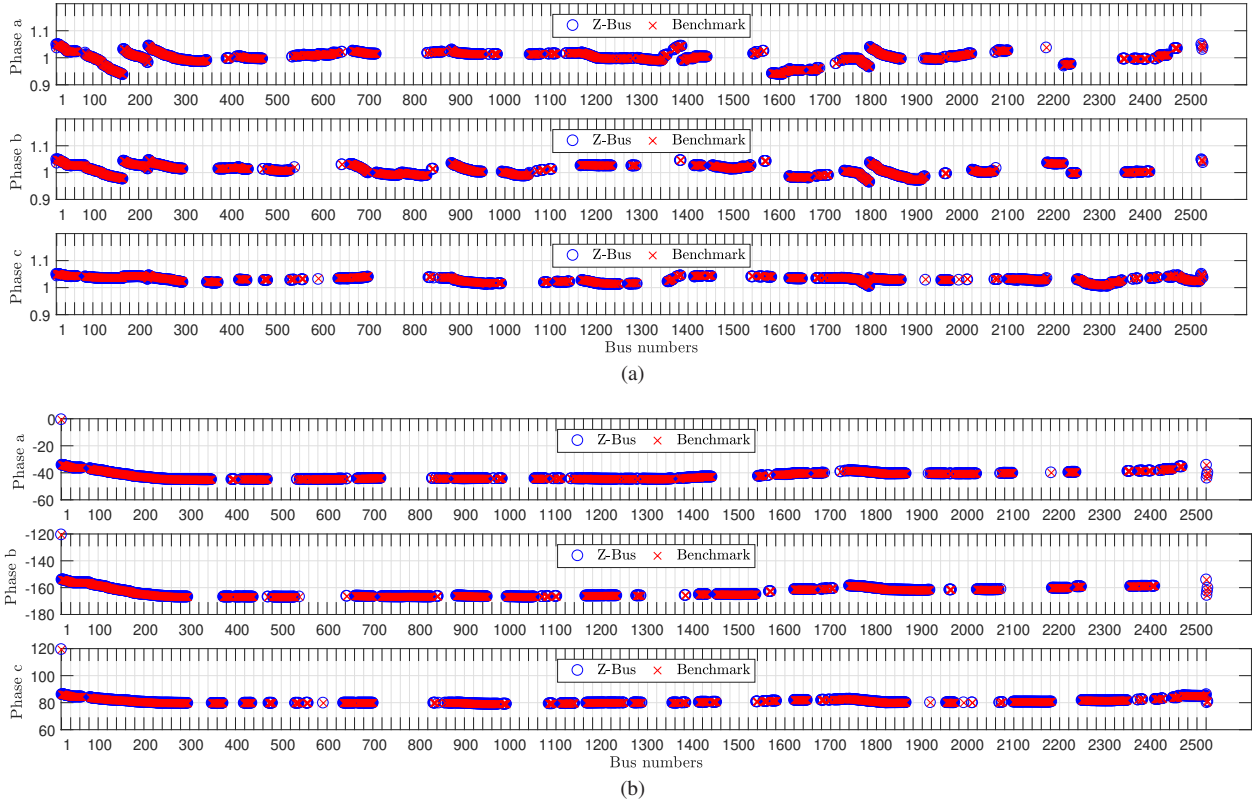 Phase a
1.1
1
0.9
Z-Bus Benchmark
1 100 200 300 400 500 600 700 800 900 1000 1100 1200 1300 1400 1500 1600 1700 1800 1900 2000 2100 2200 2300 2400 2500
Phase b
1.1
1
0.9
Z-Bus Benchmark
1 100 200 300 400 500 600 700 800 900 1000 1100 1200 1300 1400 1500 1600 1700 1800 1900 2000 2100 2200 2300 2400 2500
Phase c
1.1
1
0.9
Z-Bus Benchmark
1 100 200 300 400 500 600 700 800 900 1000 1100 1200 1300 1400 1500 1600 1700 1800 1900 2000 2100 2200 2300 2400 2500
Bus numbers
(a)
Phase a
0
-20
-40
-60
Z-Bus Benchmark
1 100 200 300 400 500 600 700 800 900 1000 1100 1200 1300 1400 1500 1600 1700 1800 1900 2000 2100 2200 2300 2400 2500
Phase b
-120
-140
-160
-180
Z-Bus Benchmark
1 100 200 300 400 500 600 700 800 900 1000 1100 1200 1300 1400 1500 1600 1700 1800 1900 2000 2100 2200 2300 2400 2500
Phase c
120
100
80
60
Z-Bus Benchmark
1 100 200 300 400 500 600 700 800 900 1000 1100 1200 1300 1400 1500 1600 1700 1800 1900 2000 2100 2200 2300 2400 2500
Bus numbers
(b)